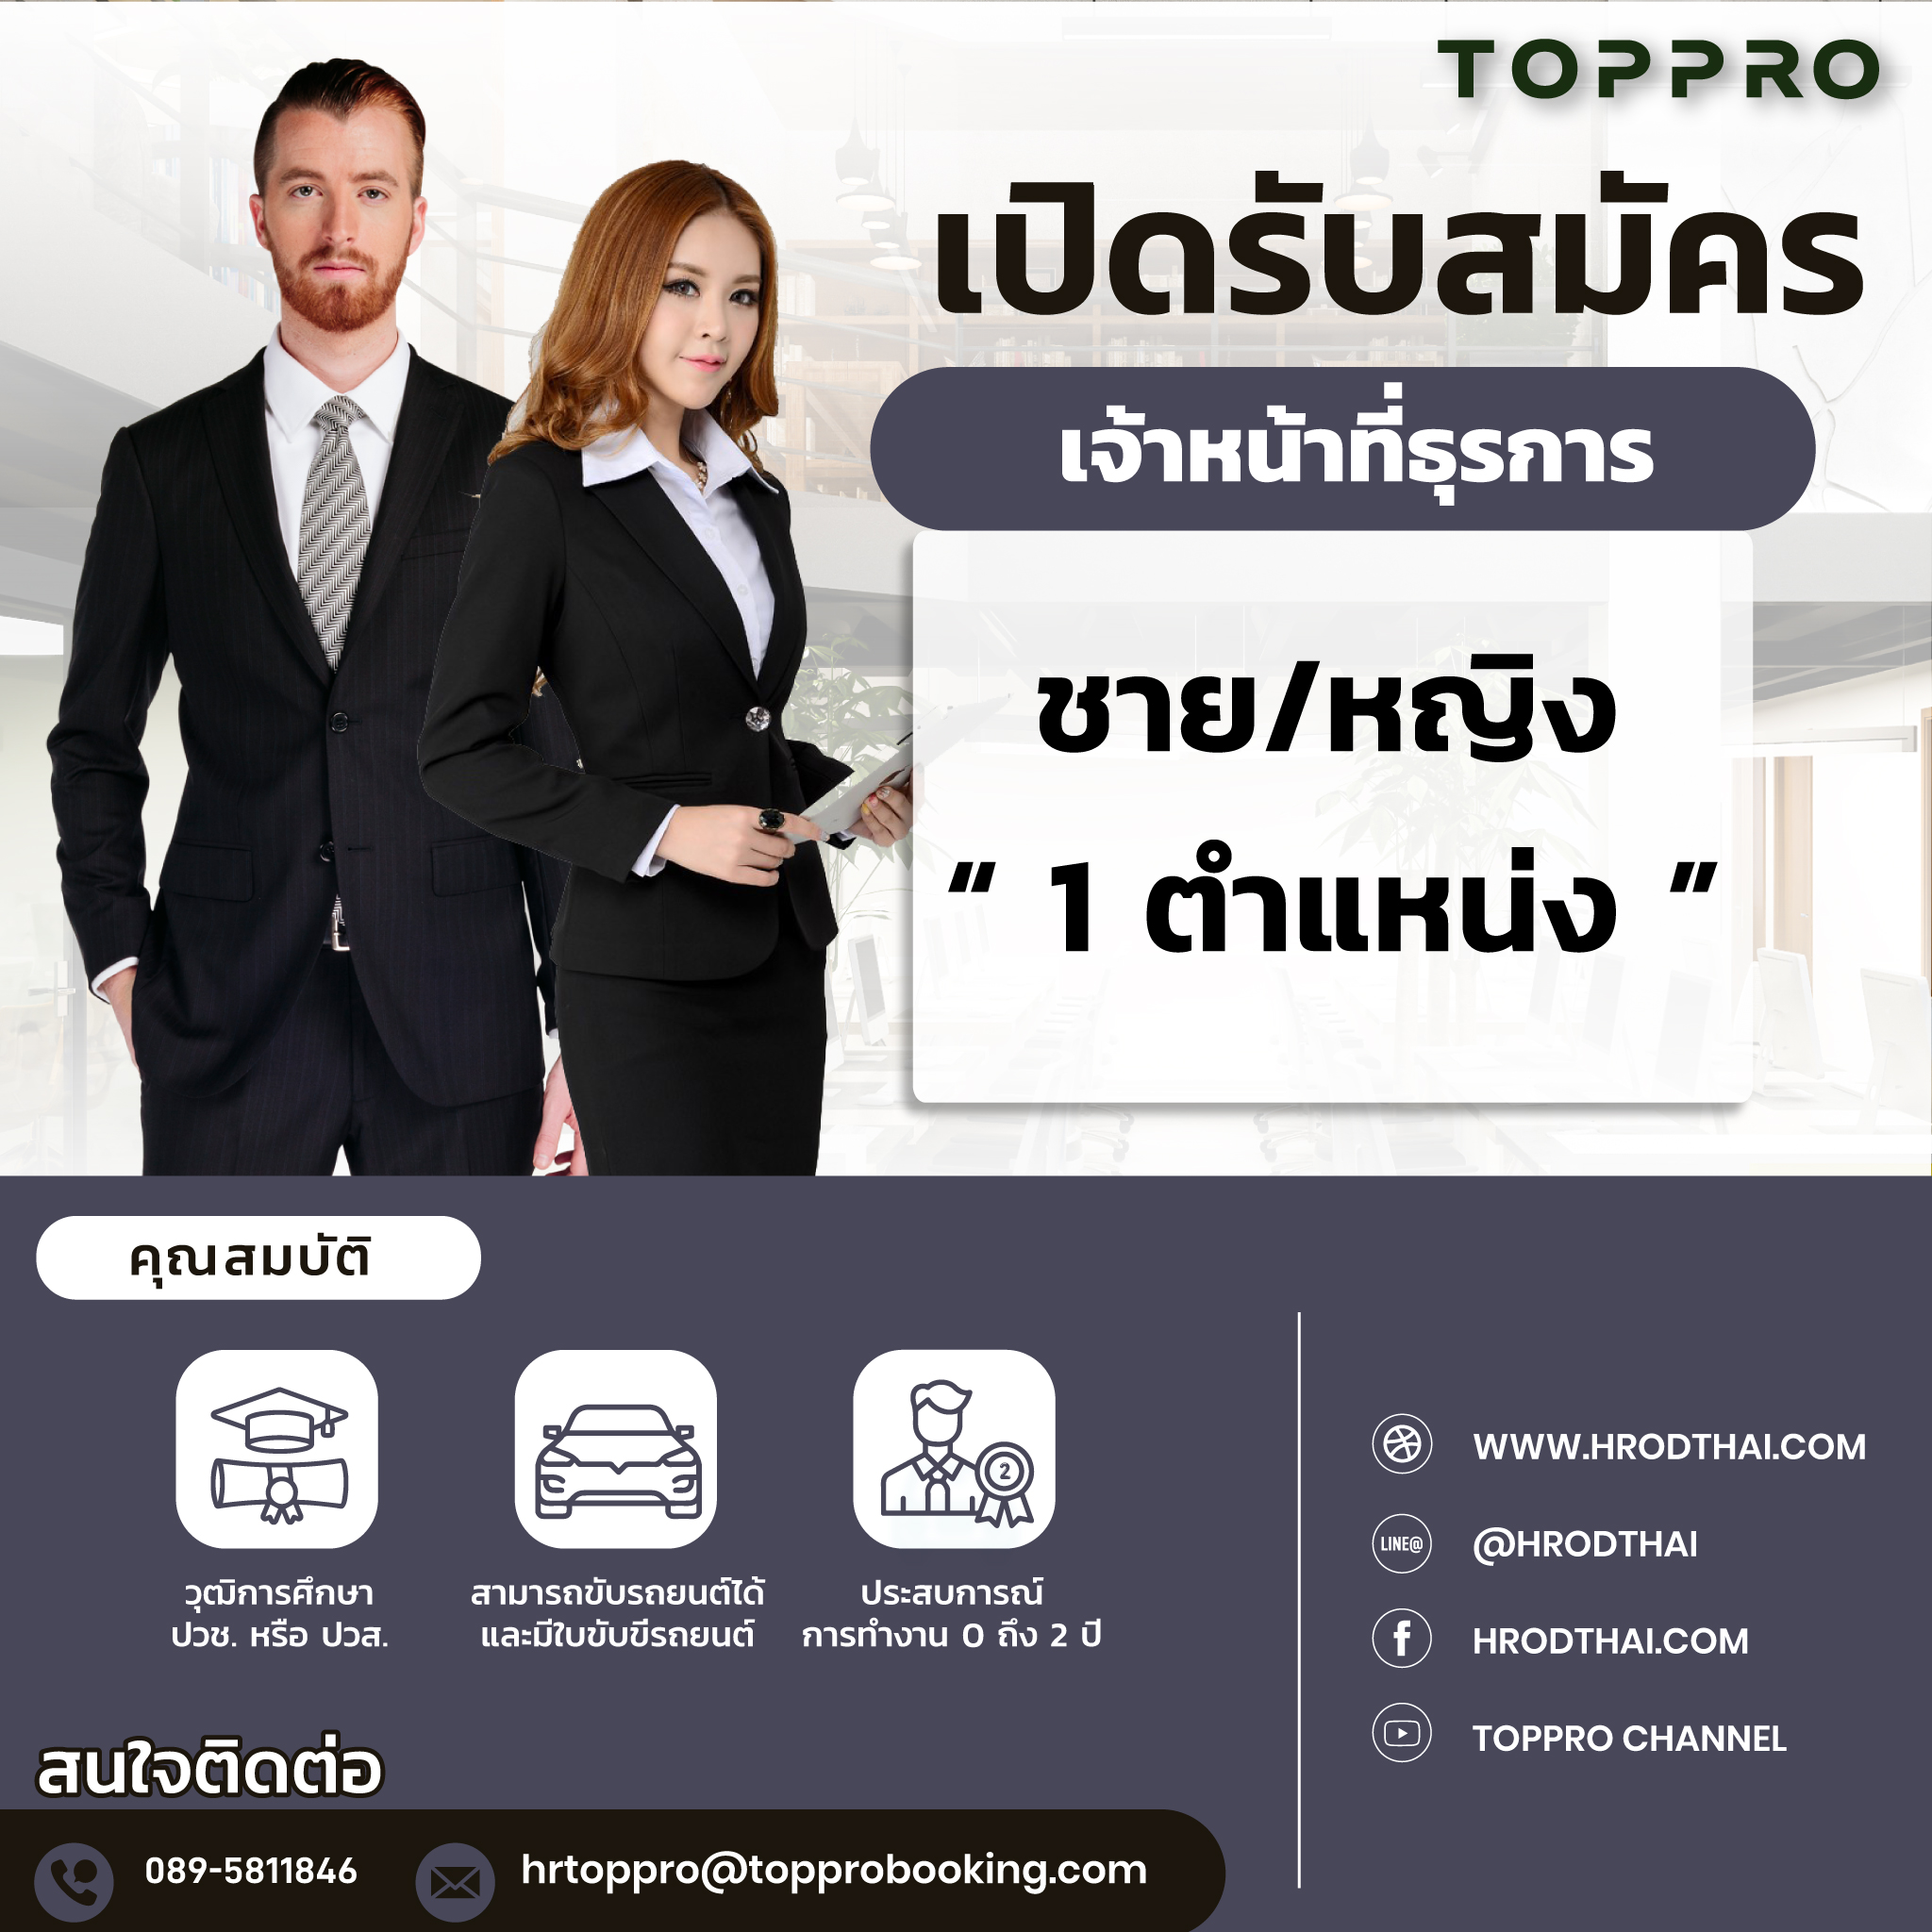 TOPPRO
เปิดรับสมัคร
เจ้าหน้าที่ธุรการ
ชาย/หญิง
“ 1 ตำแหน่ง ”
คุณสมบัติ
2
วุฒิการศึกษา
ปวช. หรือ ปวส.
สามารถขับรถยนต์ได้
และมีใบขับขี่รถยนต์
ประสบการณ์
การทำงาน 0 ถึง 2 ปี
WWW.HRODTHAI.COM
LINE@ @HRODTHAI
f HRODTHAI.COM
TOPPRO CHANNEL
สนใจติดต่อ
089-5811846
hrtoppro@topprobooking.com